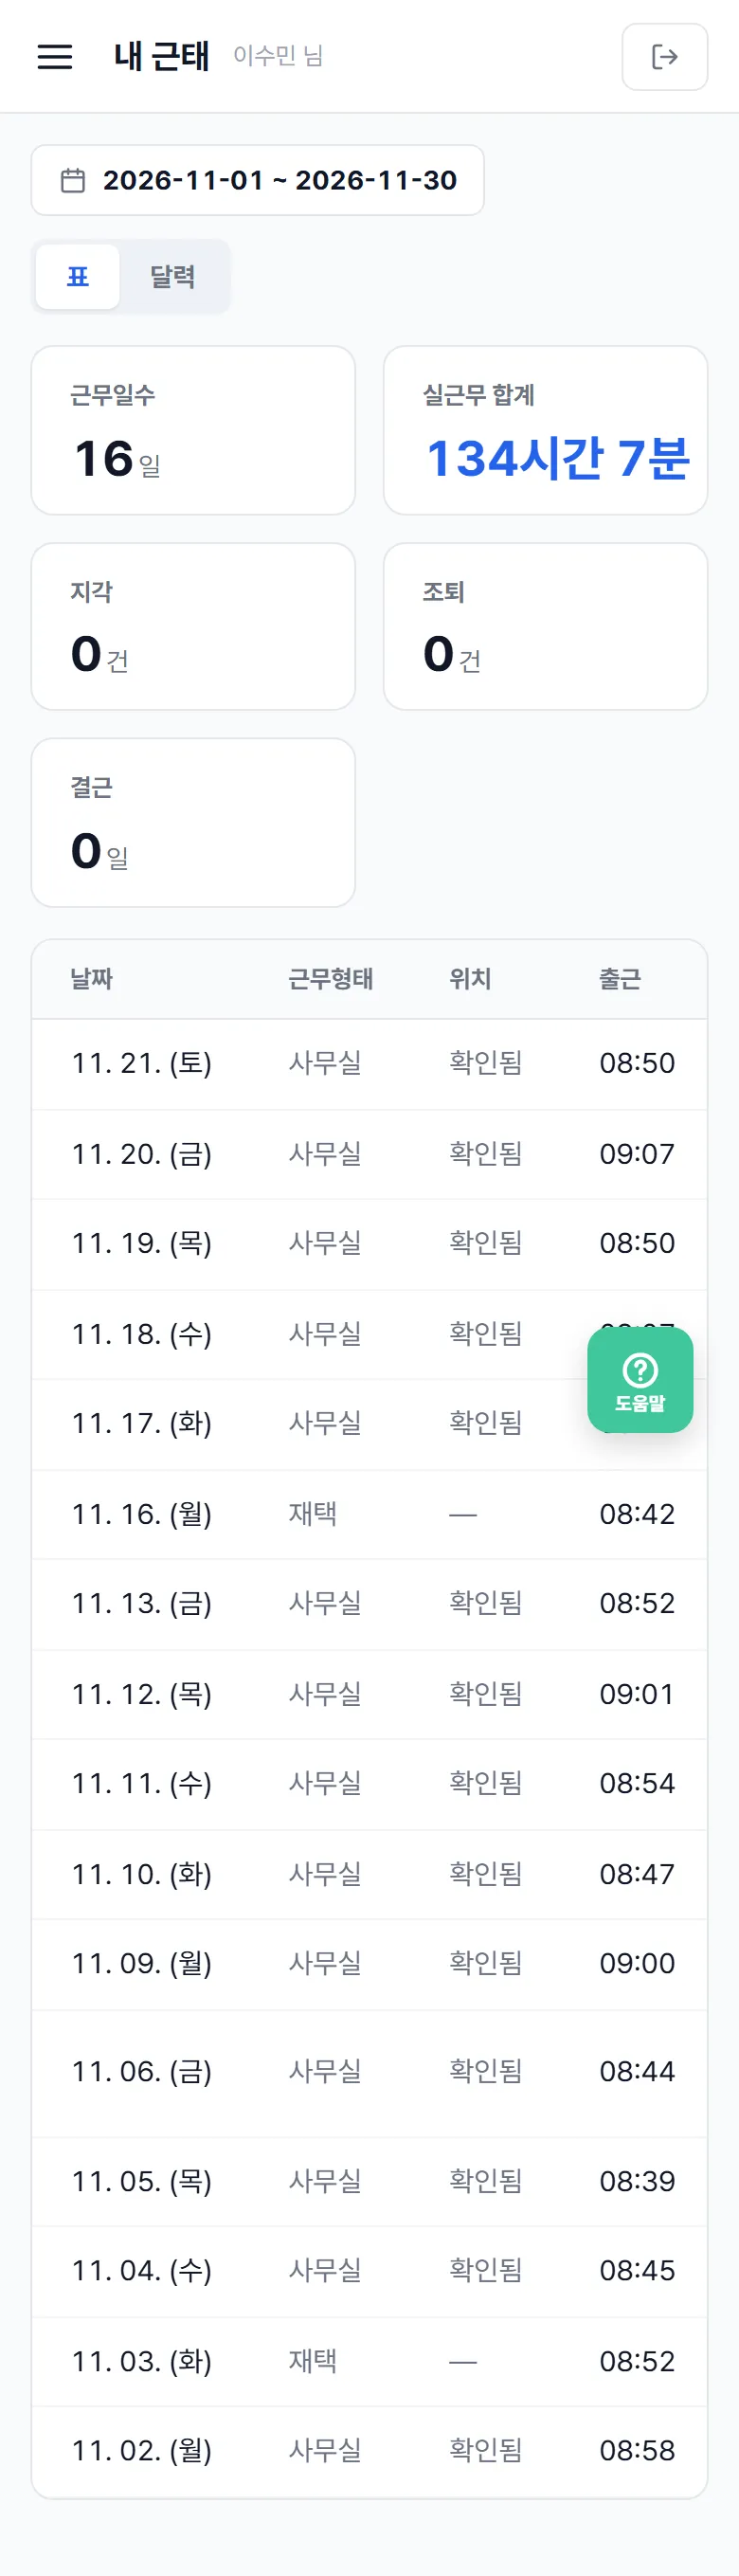 내 근태 이수민 님
2026-11-01 ~ 2026-11-30
표 달력
근무일수 실근무 합계
16일 134시간 7분
지각 조퇴
0건 0건
결근
0일
날짜 근무형태 위치 출근
11. 21. (토) 사무실 확인됨 08:50
11. 20. (금) 사무실 확인됨 09:07
11. 19. (목) 사무실 확인됨 08:50
11. 18. (수) 사무실 확인됨
도움말
11. 17. (화) 사무실 확인됨
11. 16. (월) 재택 — 08:42
11. 13. (금) 사무실 확인됨 08:52
11. 12. (목) 사무실 확인됨 09:01
11. 11. (수) 사무실 확인됨 08:54
11. 10. (화) 사무실 확인됨 08:47
11. 09. (월) 사무실 확인됨 09:00
11. 06. (금) 사무실 확인됨 08:44
11. 05. (목) 사무실 확인됨 08:39
11. 04. (수) 사무실 확인됨 08:45
11. 03. (화) 재택 — 08:52
11. 02. (월) 사무실 확인됨 08:58